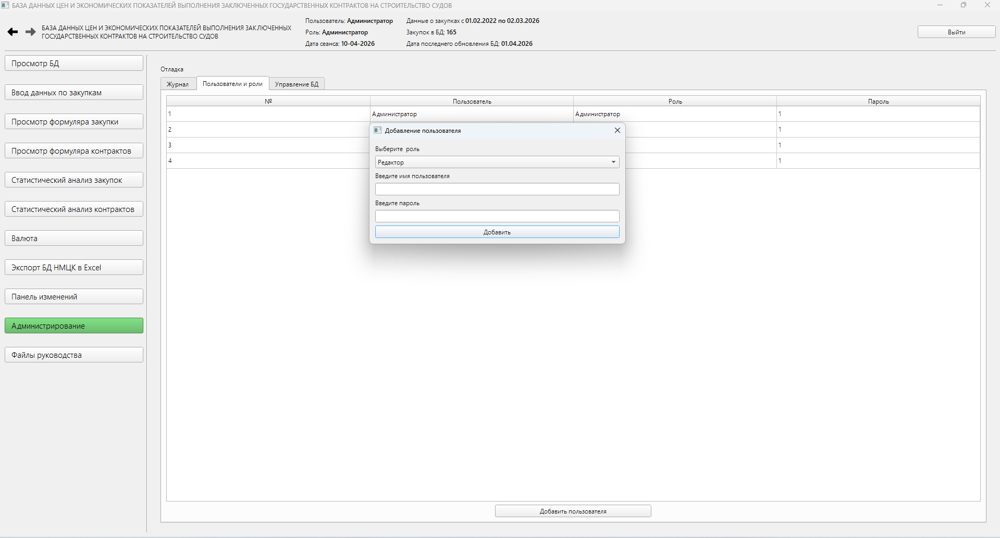 БАЗА ДАННЫХ ЦЕН И ЭКОНОМИЧЕСКИХ ПОКАЗАТЕЛЕЙ ВЫПОЛНЕНИЯ ЗАКЛЮЧЕННЫХ ГОСУДАРСТВЕННЫХ КОНТРАКТОВ НА СТРОИТЕЛЬСТВО СУДОВ
БАЗА ДАННЫХ ЦЕН И ЭКОНОМИЧЕСКИХ ПОКАЗАТЕЛЕЙ ВЫПОЛНЕНИЯ ЗАКЛЮЧЕННЫХ
ГОСУДАРСТВЕННЫХ КОНТРАКТОВ НА СТРОИТЕЛЬСТВО СУДОВ
Пользователь: Администратор
Роль: Администратор
Дата сеанса: 10-04-2026
Данные о закупках с 01.02.2022 по 02.03.2026
Закупок в БД: 165
Дата последнего обновления БД: 01.04.2026
Выйти
Просмотр БД
Ввод данных по закупкам
Просмотр формуляра закупки
Просмотр формуляра контрактов
Статистический анализ закупок
Статистический анализ контрактов
Валюта
Экспорт БД НМЦК в Excel
Панель изменений
Администрирование
Файлы руководства
Отладка
Журнал Пользователи и роли Управление БД
№ Пользователь Роль Пароль
1 Администратор Администратор 1
2 1
3 1
4 1
Добавление пользователя
Выберите роль
Редактор
Введите имя пользователя
Введите пароль
Добавить
Добавить пользователя